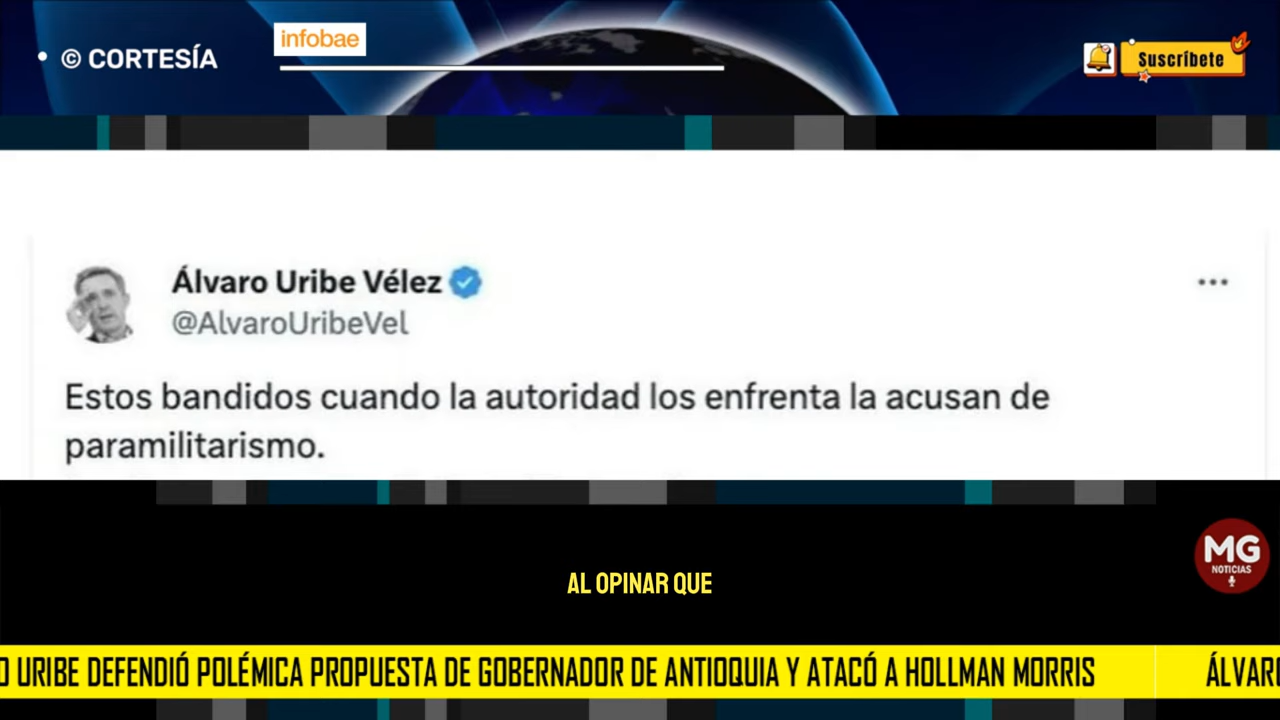 © CORTESÍA
infobae
Suscríbete
Álvaro Uribe Vélez
@AlvaroUribeVel
Estos bandidos cuando la autoridad los enfrenta la acusan de
paramilitarismo.
MG
NOTICIAS
AL OPINAR QUE
O URIBE DEFENDIÓ POLÉMICA PROPUESTA DE GOBERNADOR DE ANTIOQUIA Y ATACÓ A HOLLMAN MORRIS ÁLVARO